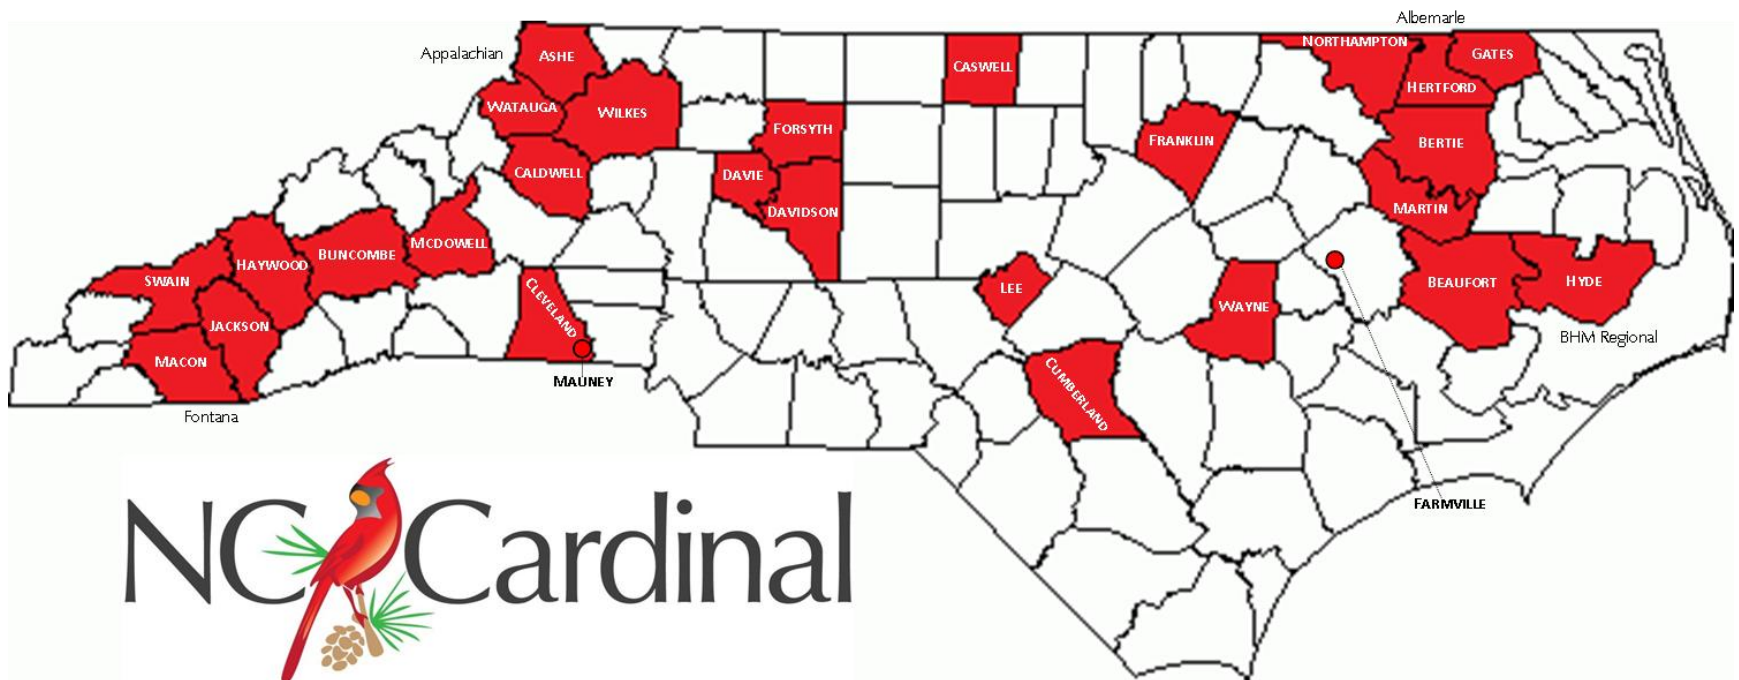 Albemarle
Appalachian
ASHE
NORTHAMPTON
GATES
CASWELL
HERTFORD
WATAUGA
WILKES
FORSYTH
FRANKLIN
BERTIE
CALDWELL
DAVIE
DAVIDSON
MARTIN
MCDOWELL
BUNCOMBE
HAYWOOD
SWAIN
CLEVELAND
LEE
WAYNE
BEAUFORT
HYDE
JACKSON
BHM Regional
MACON
MAUNEY
CUMBERLAND
Fontana
FARMVILLE
NC Cardinal